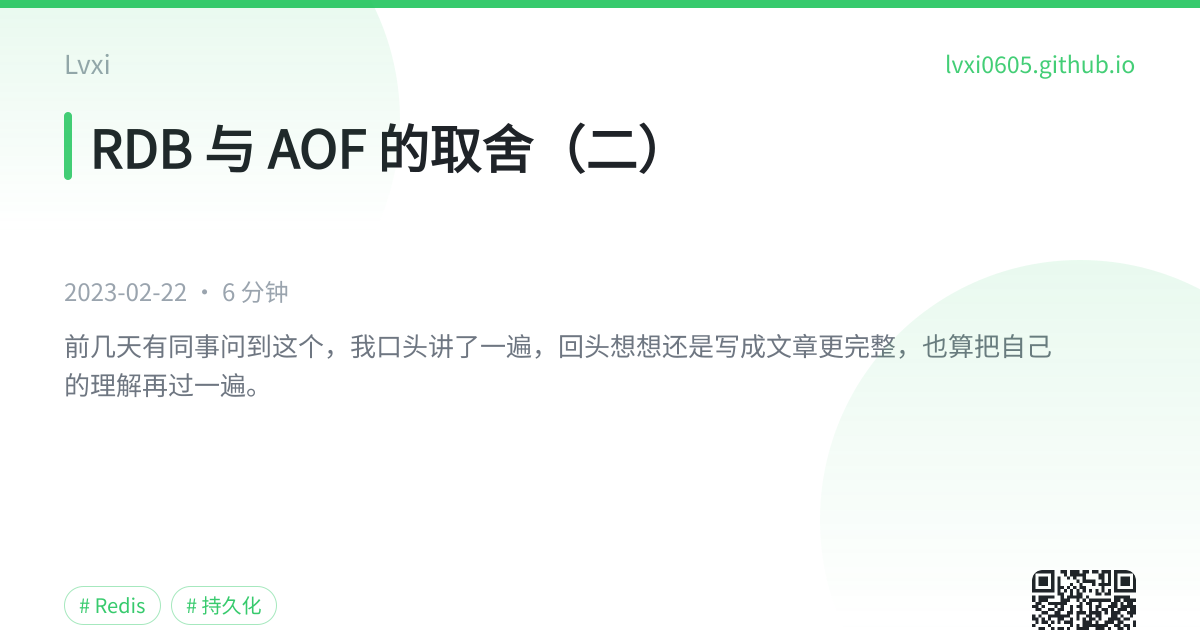 Lvxi
lvxi0605.github.io
RDB 与 AOF 的取舍（二）
2023-02-22 · 6 分钟
前几天有同事问到这个，我口头讲了一遍，回头想想还是写成文章更完整，也算把自己
的理解再过一遍。
# Redis
# 持久化